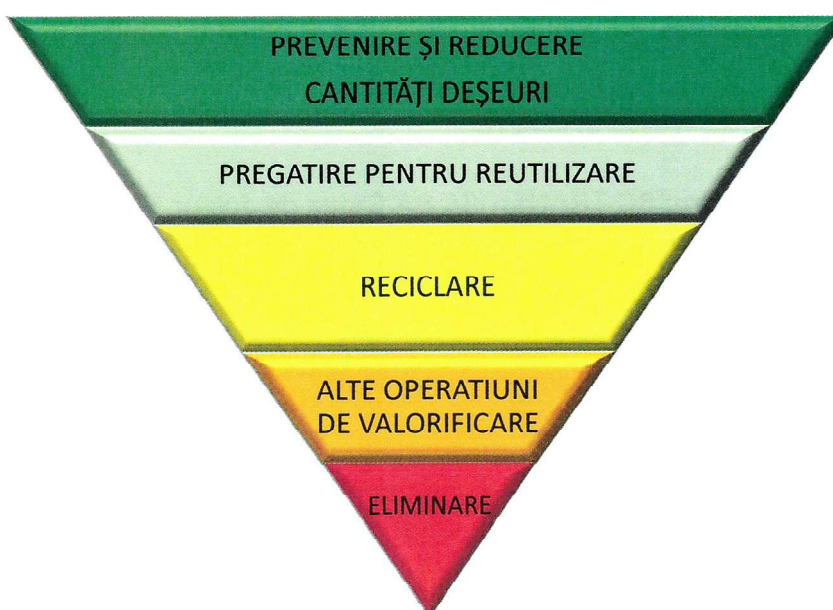 PREVENIRE ȘI REDUCERE
CANTITĂȚI DEȘEURI
PREGATIRE PENTRU REUTILIZARE
RECICLARE
ALTE OPERATIUNI
DE VALORIFICARE
ELIMINARE